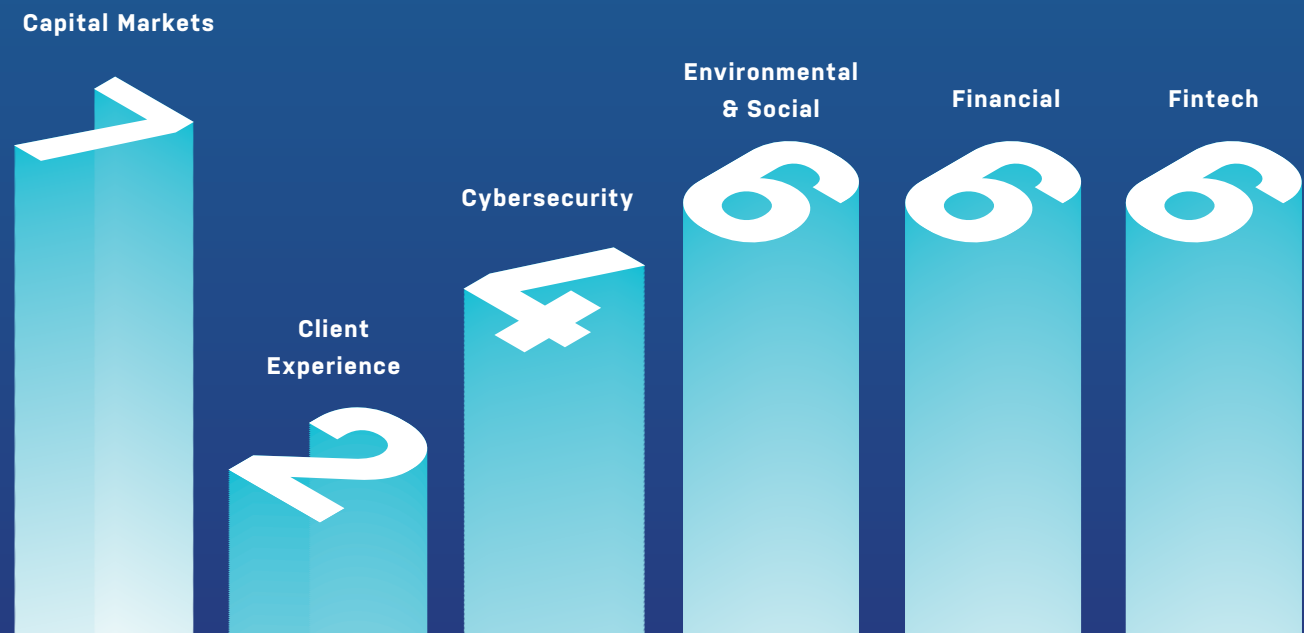 Capital Markets
7
Client
Experience
2
Cybersecurity
4
Environmental
& Social
6
Financial
6
Fintech
6